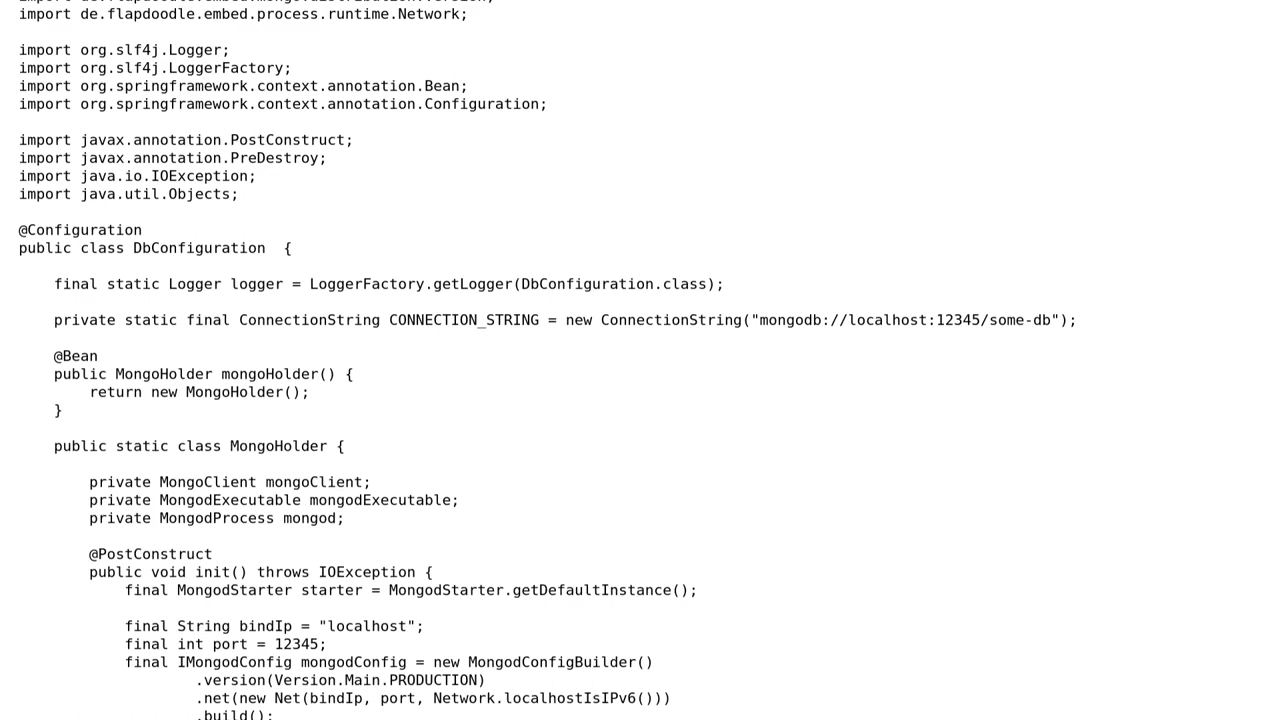 import de.flapdoodle.embed.process.runtime.Network;
import org.slf4j.Logger;
import org.slf4j.LoggerFactory;
import org.springframework.context.annotation.Bean;
import org.springframework.context.annotation.Configuration;
import javax.annotation.PostConstruct;
import javax.annotation.PreDestroy;
import java.io.IOException;
import java.util.Objects;
@Configuration
public class DbConfiguration  {
final static Logger logger = LoggerFactory.getLogger(DbConfiguration.class);
private static final ConnectionString CONNECTION_STRING = new ConnectionString("mongodb://localhost:12345/some-db");
@Bean
public MongoHolder mongoHolder() {
return new MongoHolder();
}
public static class MongoHolder {
private MongoClient mongoClient;
private MongodExecutable mongodExecutable;
private MongodProcess mongod;
@PostConstruct
public void init() throws IOException {
final MongodStarter starter = MongodStarter.getDefaultInstance();
final String bindIp = "localhost";
final int port = 12345;
final IMongodConfig mongodConfig = new MongodConfigBuilder()
.version(Version.Main.PRODUCTION)
.net(new Net(bindIp, port, Network.localhostIsIPv6()))
.build();